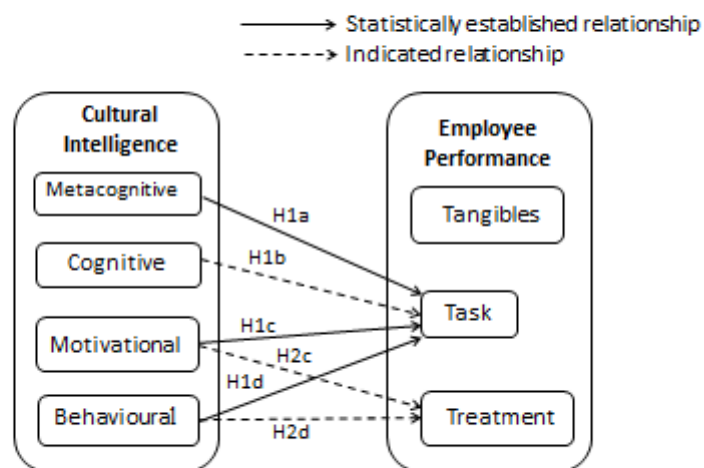 Statistically established relationship
Indicated relationship
Cultural
Intelligence
Employee
Performance
Metacognitive
Tangibles
H1a
Cognitive
H1b
Task
H1c
Motivational
H2c
H1d
Behavioural
Treatment
H2d